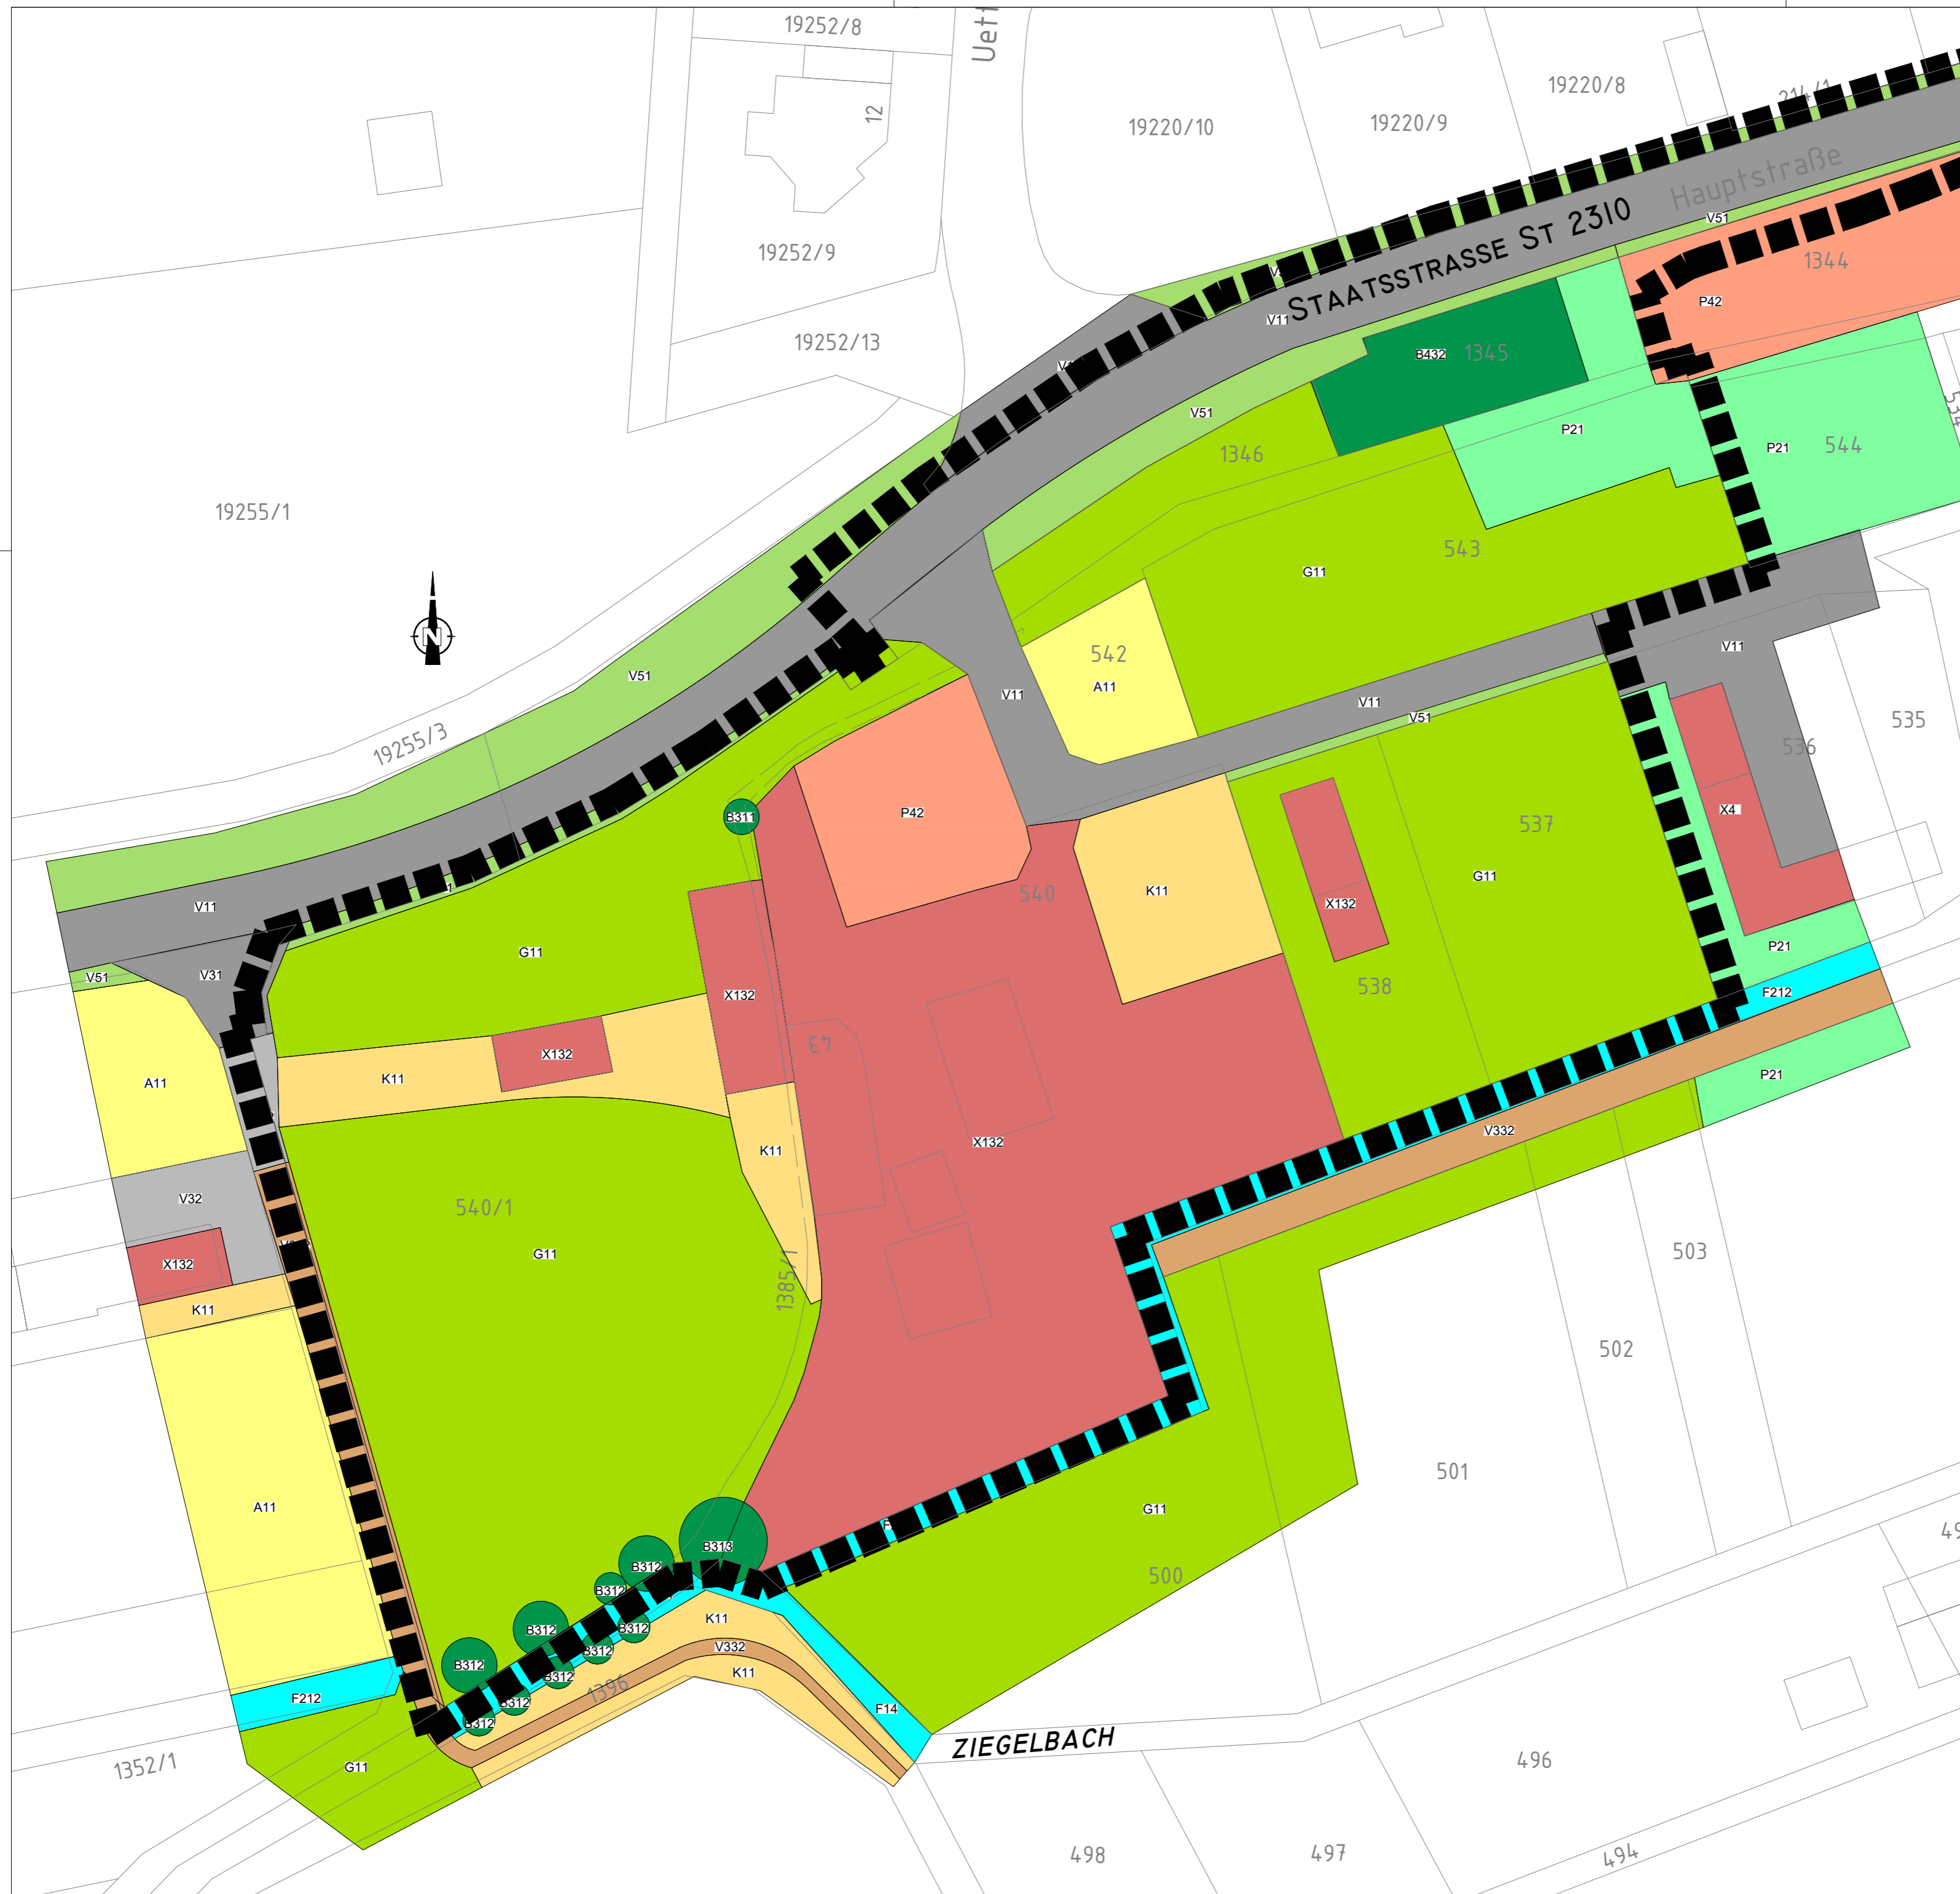 19252/8
Uett
19220/8
214/1
12
19220/10
19220/9
Hauptstraße
STAATSSTRASSE ST 2310
V51
19252/9
1344
P42
V11
19252/13
B432
1345
V51
P21
1346
P21
544
19255/1
543
G11
N
542
V11
V51
A11
V11
V11
535
V51
536
19255/3
X4
B311
P42
537
K11
540
G11
X132
V11
G11
P21
V51
V31
X132
538
F212
43
X132
K11
A11
P21
V332
X132
K11
V32
540/1
G11
503
X132
1385/1
K11
502
501
A11
G11
B313
500
B312
B312
K11
B312
B312
V332
B312
B312
B312
K11
1396
B312
B312
F212
F14
ZIEGELBACH
1352/1
G11
496
498
497
494